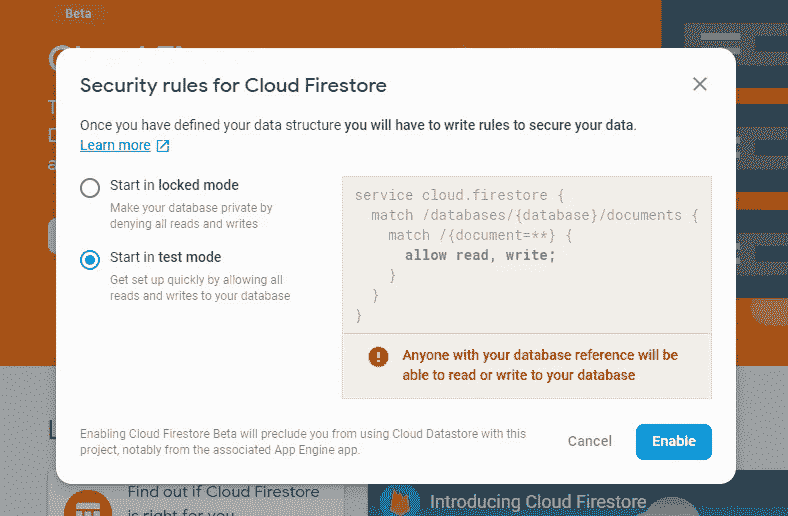 Beta
Security rules for Cloud Firestore
Once you have defined your data structure you will have to write rules to secure your data.
Learn more
Start in locked mode
Make your database private by
denying all reads and writes
Start in test mode
Get set up quickly by allowing all
reads and writes to your database
service cloud.firestore {
match /databases/{database}/documents {
match /{document=**} {
allow read, write;
}
}
}
Anyone with your database reference will be
able to read or write to your database
Enabling Cloud Firestore Beta will preclude you from using Cloud Datastore with this
project, notably from the associated App Engine app.
Cancel
Enable
Find out if Cloud Firestore
is right for you
Introducing Cloud Firestore